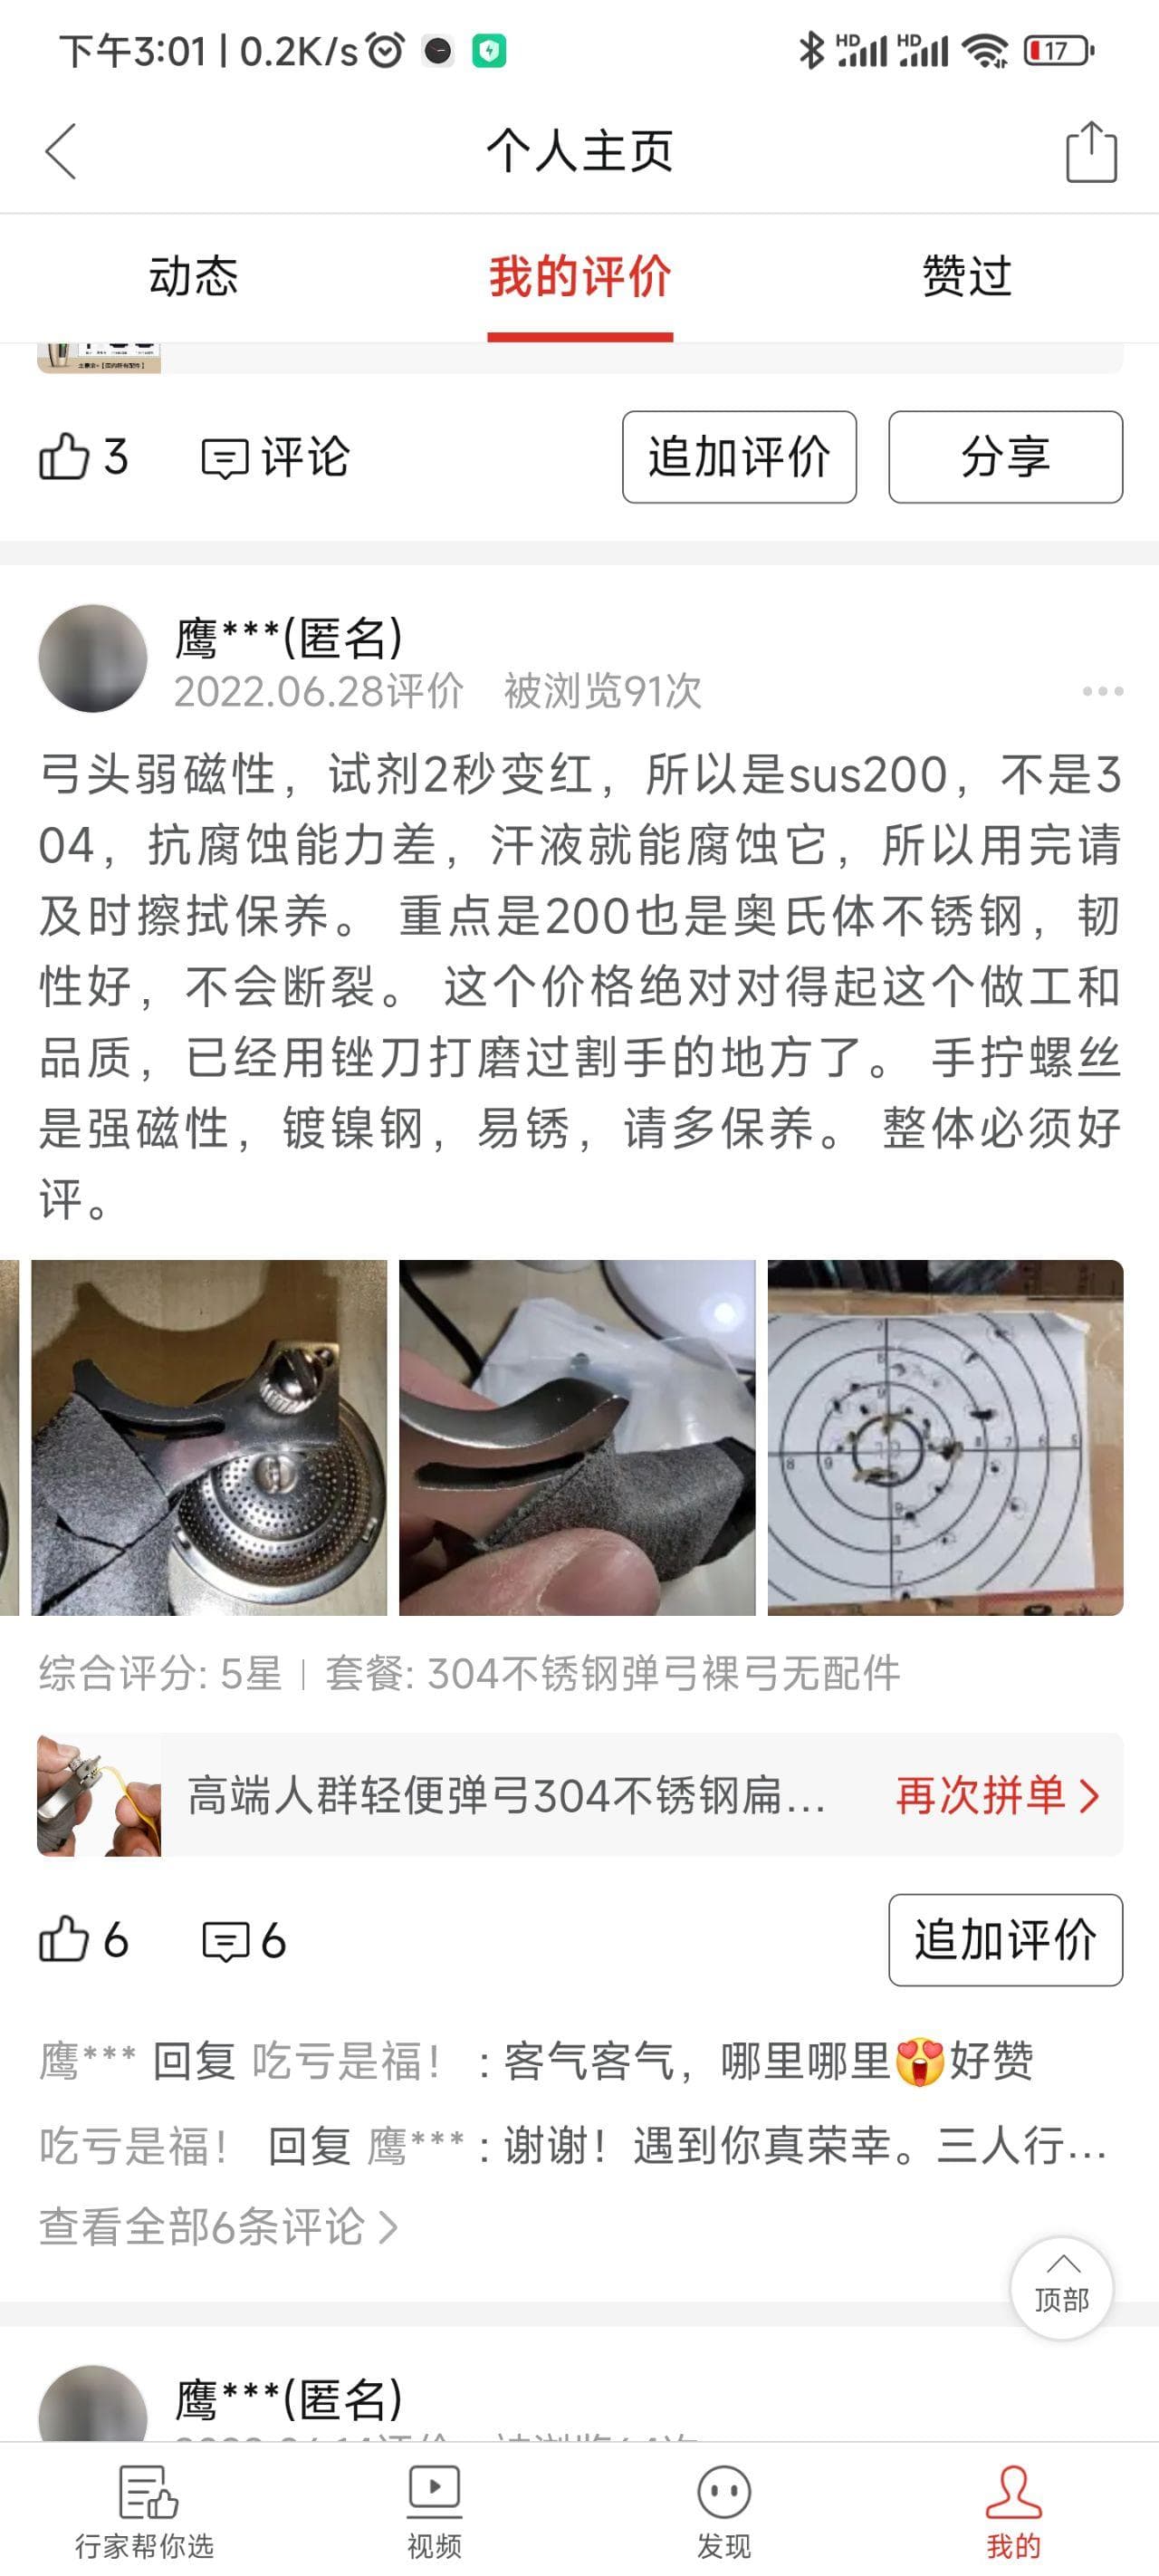 下午3:01 | 0.2K/s
HD HD 17
个人主页
动态 我的评价 赞过
3 评论 追加评价 分享
鹰***(匿名)
2022.06.28评价 被浏览91次
弓头弱磁性，试剂2秒变红，所以是sus200，不是3
04，抗腐蚀能力差，汗液就能腐蚀它，所以用完请
及时擦拭保养。 重点是200也是奥氏体不锈钢，韧
性好，不会断裂。 这个价格绝对对得起这个做工和
品质，已经用锉刀打磨过割手的地方了。 手拧螺丝
是强磁性，镀镍钢，易锈，请多保养。 整体必须好
评。
综合评分: 5星 | 套餐: 304不锈钢弹弓裸弓无配件
高端人群轻便弹弓304不锈钢扁... 再次拼单
6 6 追加评价
鹰*** 回复 吃亏是福！ : 客气客气，哪里哪里😍好赞
吃亏是福！ 回复 鹰*** : 谢谢！遇到你真荣幸。三人行...
查看全部6条评论
顶部
鹰***(匿名)
行家帮你选 视频 发现 我的